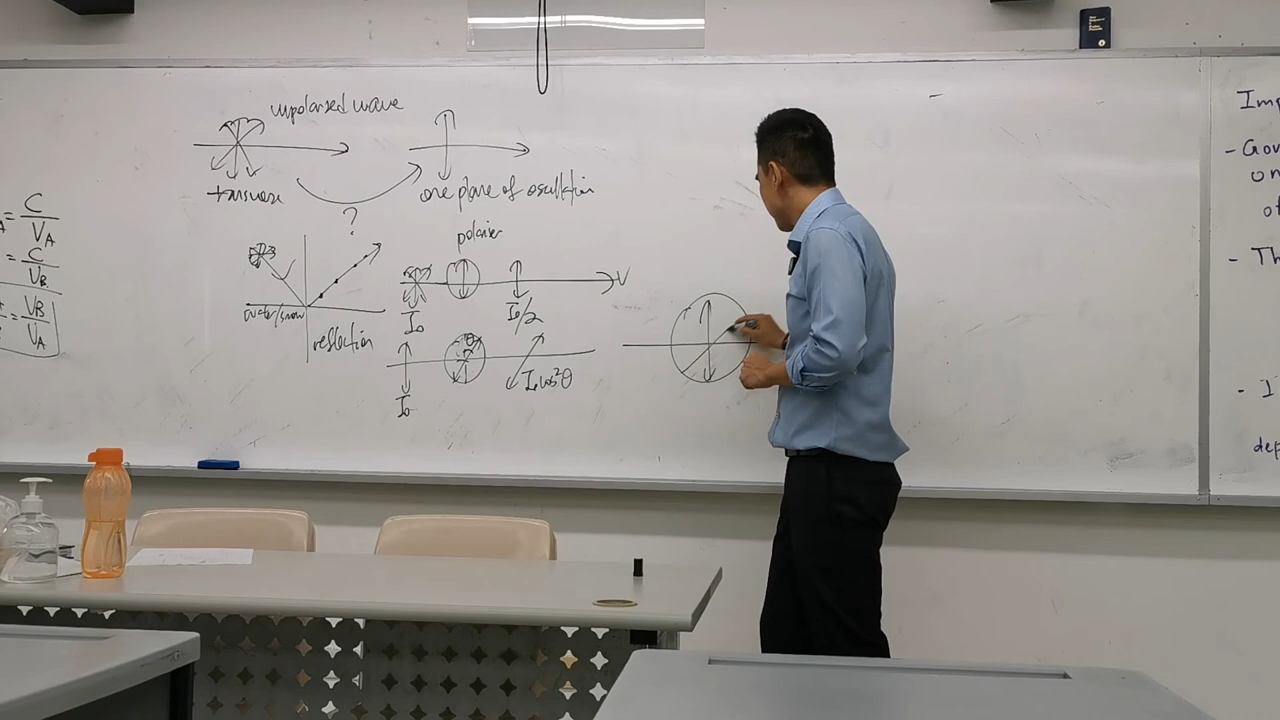 unpolarised wave
transverse
one plane of oscillation
?
polariser
water/snow
reflection
I₀
I₀/2
V
θ
I₀
I₀cos²θ
A = C/V_A
= C/V_B
= V_B/V_A
Imp
- Gov
on
of
- Th
- I
dep